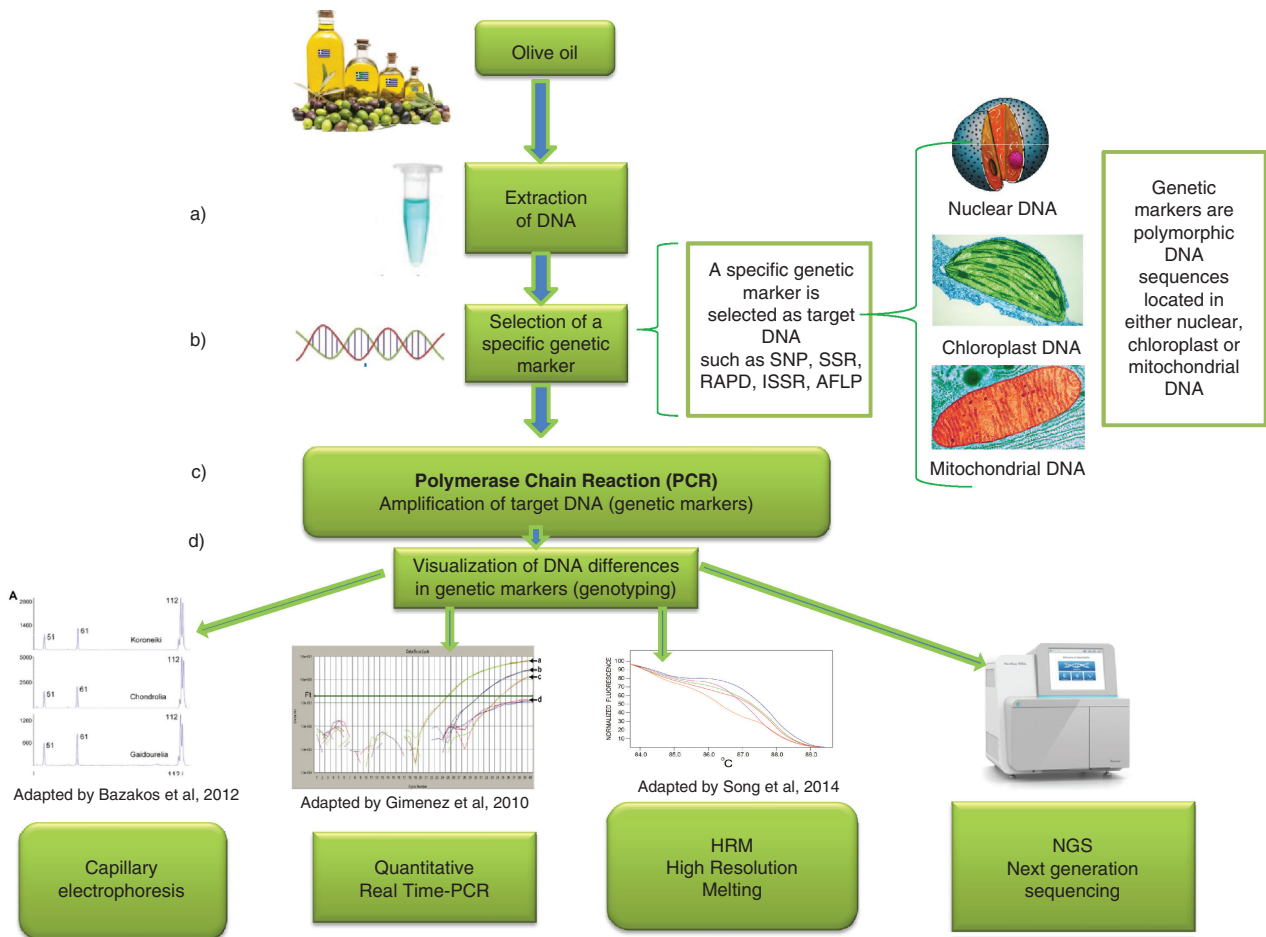 Olive oil
a)
Extraction
of DNA
b)
Selection of a
specific genetic
marker
A specific genetic
marker is
selected as target
DNA
such as SNP, SSR,
RAPD, ISSR, AFLP
Nuclear DNA
Chloroplast DNA
Mitochondrial DNA
Genetic
markers are
polymorphic
DNA
sequences
located in
either nuclear,
chloroplast or
mitochondrial
DNA
c)
Polymerase Chain Reaction (PCR)
Amplification of target DNA (genetic markers)
d)
Visualization of DNA differences
in genetic markers (genotyping)
A
2600
1400
51
61
112
Koroneiki
5000
2500
51
61
112
Chondrolia
1200
600
51
61
112
Gaidourelia
112
Adapted by Bazakos et al, 2012
Capillary
electrophoresis
Ft
a
b
c
d
Adapted by Gimenez et al, 2010
Quantitative
Real Time-PCR
NORMALIZED FLUORESCENCE
100
90
80
70
60
50
40
30
20
10
84.0 85.0 86.0 87.0 88.0 89.0
°C
Adapted by Song et al, 2014
HRM
High Resolution
Melting
NGS
Next generation
sequencing